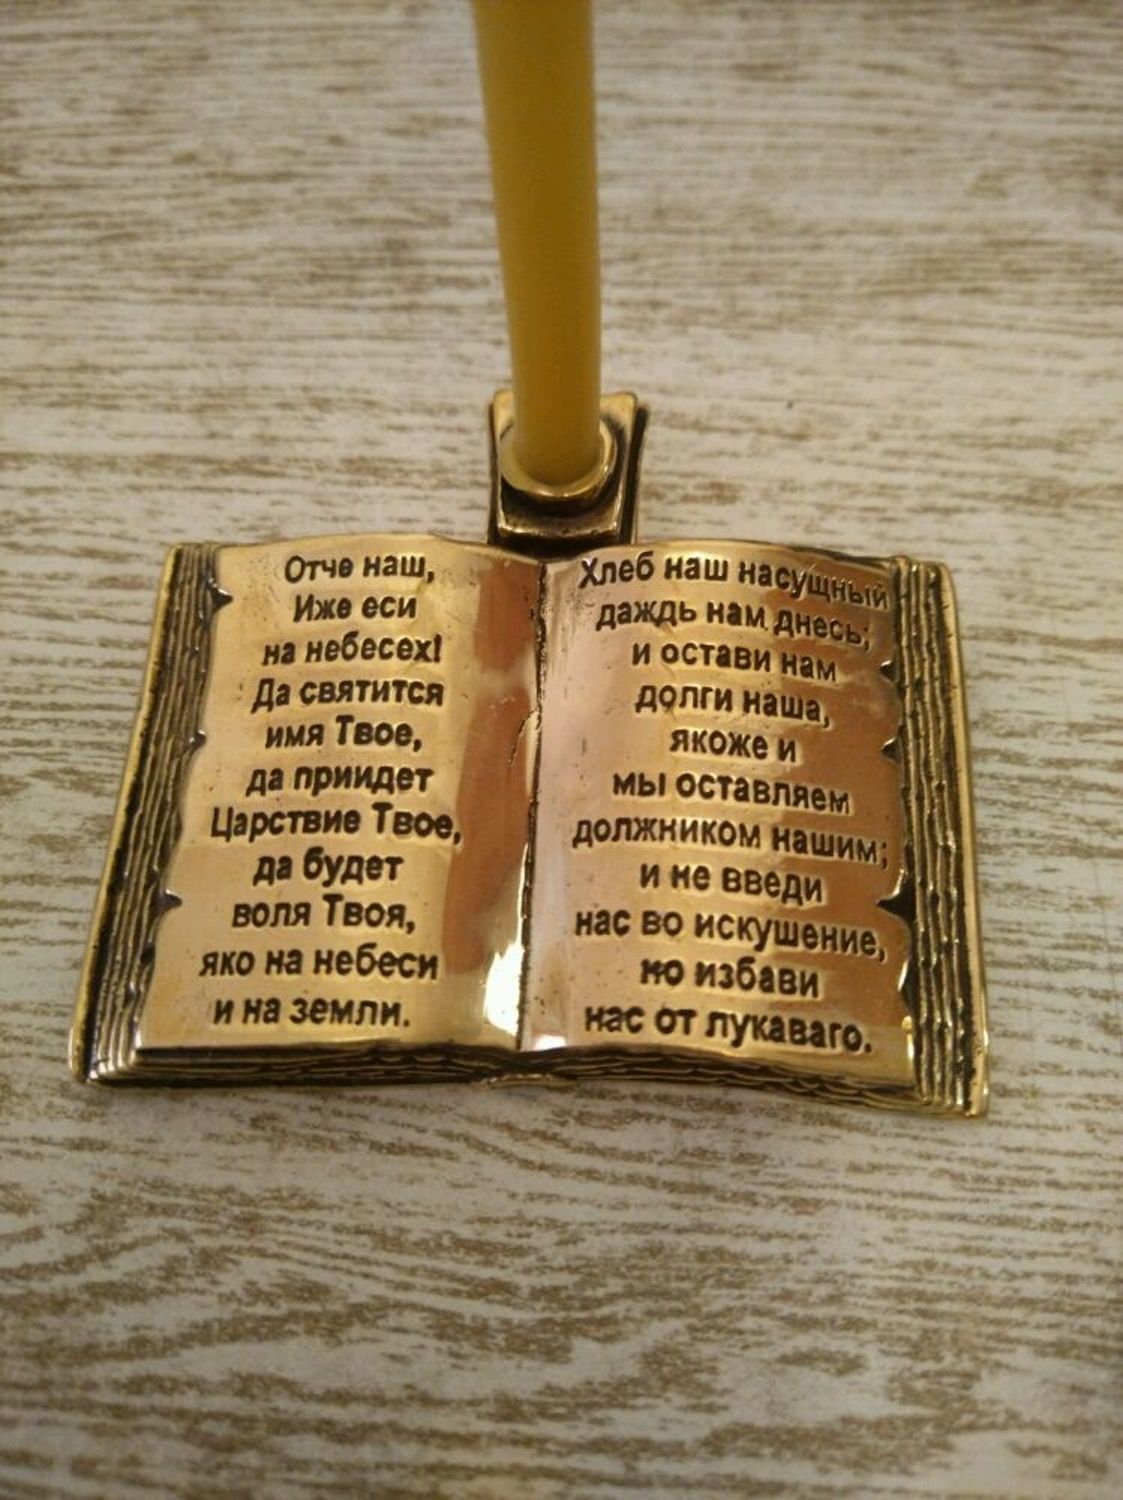 Отче наш,
Иже еси
на небесех!
Да святится
имя Твое,
да приидет
Царствие Твое,
да будет
воля Твоя,
яко на небеси
и на земли.
Хлеб наш насущный
даждь нам днесь;
и остави нам
долги наша,
якоже и
мы оставляем
должником нашим;
и не введи
нас во искушение,
но избави
нас от лукаваго.